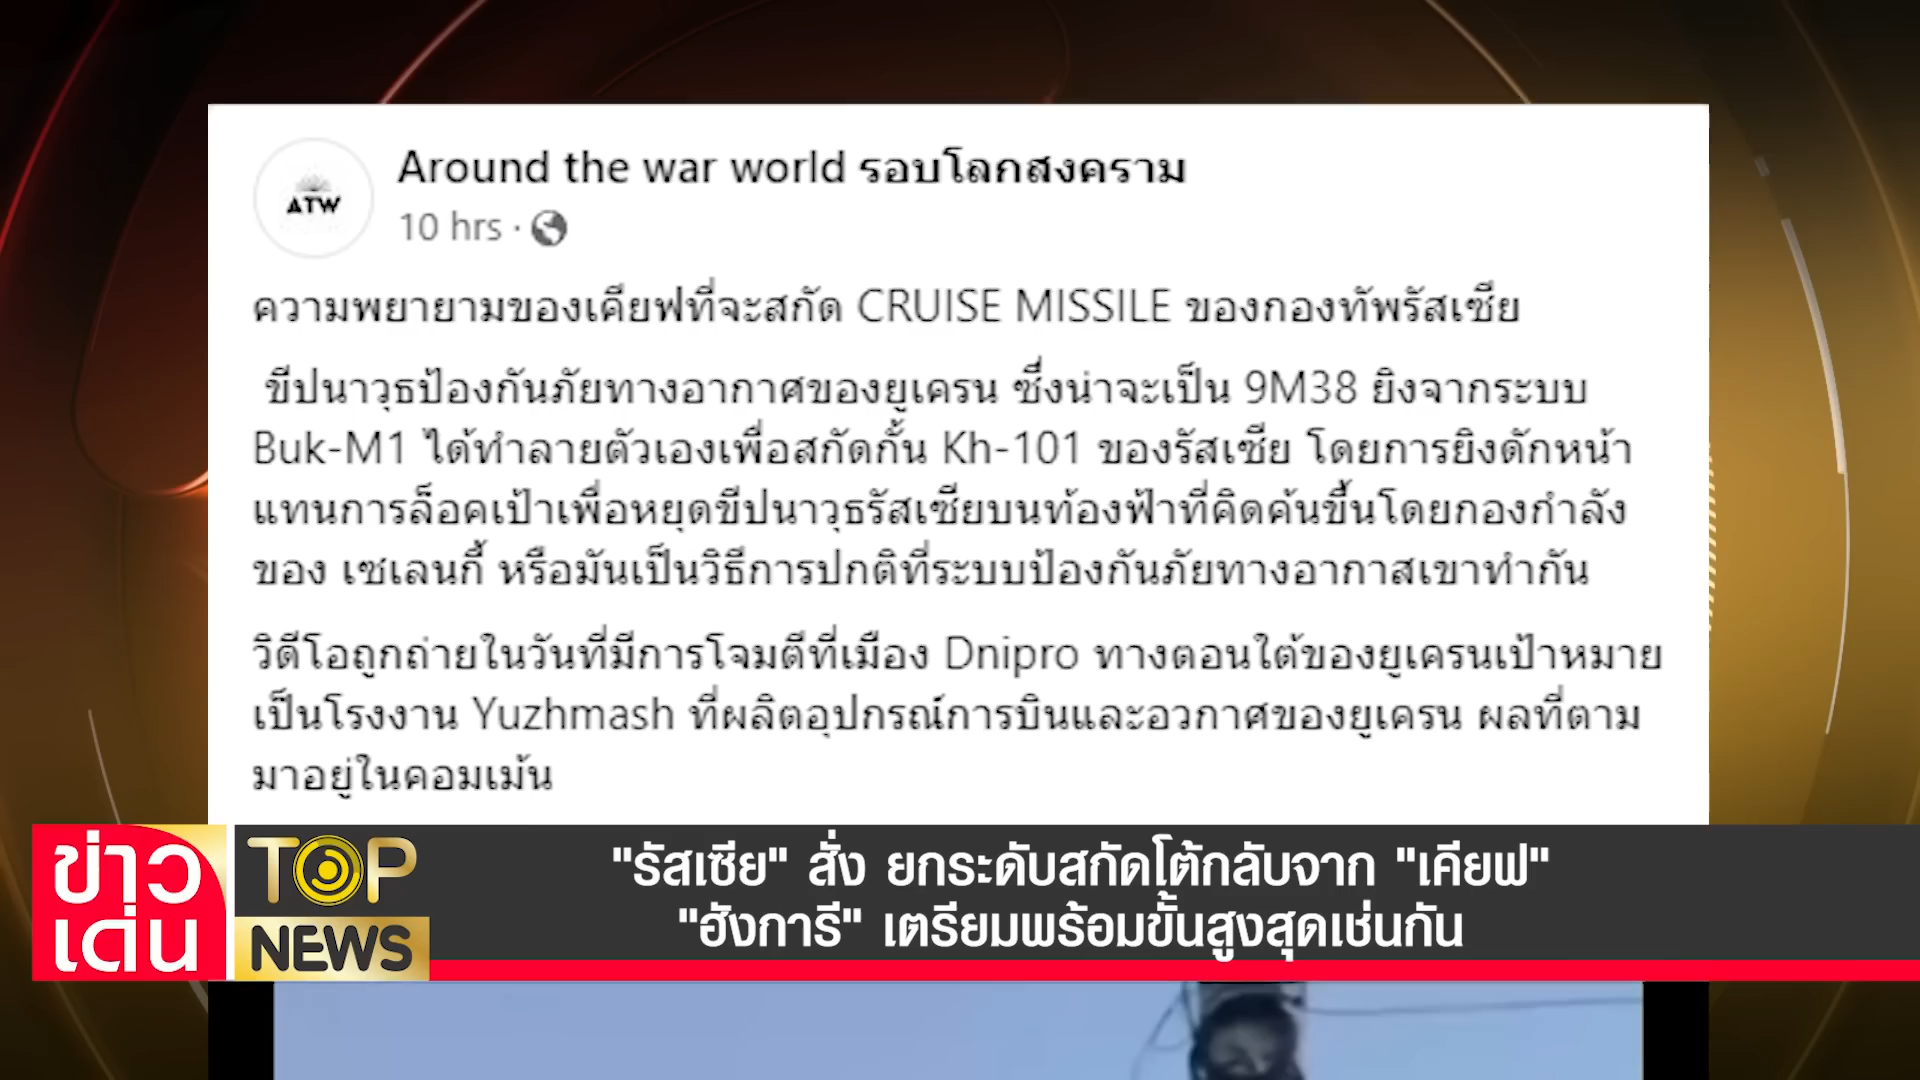 Around the war world รอบโลกสงคราม
ATW
10 hrs ·
ความพยายามของเคียฟที่จะสกัด CRUISE MISSILE ของกองทัพรัสเซีย
ขีปนาวุธป้องกันภัยทางอากาศของยูเครน ซึ่งน่าจะเป็น 9M38 ยิงจากระบบ
Buk-M1 ได้ทำลายตัวเองเพื่อสกัดกั้น Kh-101 ของรัสเซีย โดยการยิงดักหน้า
แทนการล็อคเป้าเพื่อหยุดขีปนาวุธรัสเซียบนท้องฟ้าที่คิดค้นขึ้นโดยกองกำลัง
ของ เซเลนกี้ หรือมันเป็นวิธีการปกติที่ระบบป้องกันภัยทางอากาสเขาทำกัน
วิดีโอถูกถ่ายในวันที่มีการโจมตีที่เมือง Dnipro ทางตอนใต้ของยูเครนเป้าหมาย
เป็นโรงงาน Yuzhmash ที่ผลิตอุปกรณ์การบินและอวกาศของยูเครน ผลที่ตาม
มาอยู่ในคอมเม้น
ข่าว
เด่น
TOP
NEWS
"รัสเซีย" สั่ง ยกระดับสกัดโต้กลับจาก "เคียฟ"
"ฮังการี" เตรียมพร้อมขั้นสูงสุดเช่นกัน